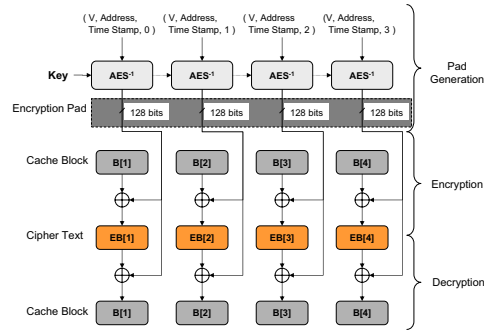 ( V, Address, ( V, Address, ( V, Address, ( V, Address,
Time Stamp, 0 ) Time Stamp, 1 ) Time Stamp, 2 ) Time Stamp, 3 )
Pad
Generation
Key AES-1 AES-1 AES-1 AES-1
Encryption Pad 128 bits 128 bits 128 bits 128 bits
Cache Block B[1] B[2] B[3] B[4]
Encryption
Cipher Text EB[1] EB[2] EB[3] EB[4]
Decryption
Cache Block B[1] B[2] B[3] B[4]